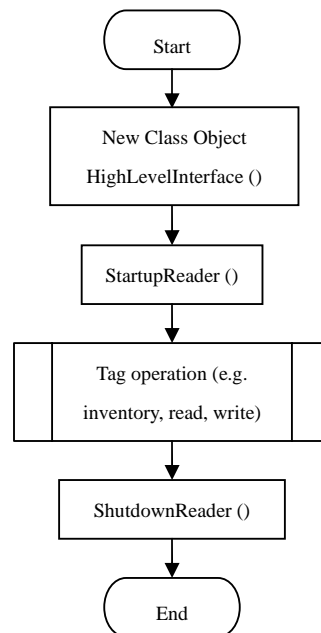 Start
New Class Object
HighLevelInterface ()
StartupReader ()
Tag operation (e.g.
inventory, read, write)
ShutdownReader ()
End